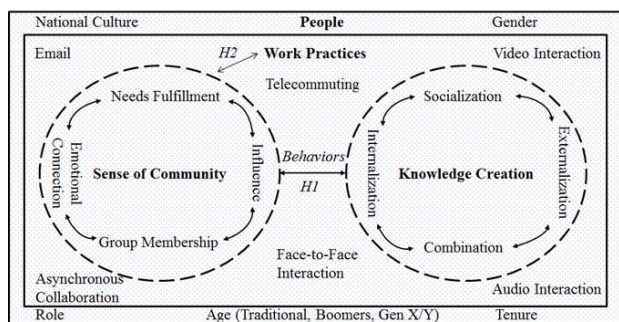 National Culture
People
Gender
Email
H2
Work Practices
Video Interaction
Telecommuting
Needs Fulfillment
Socialization
Emotional
Connection
Sense of Community
Influence
Behaviors
H1
Internalization
Knowledge Creation
Externalization
Group Membership
Face-to-Face
Interaction
Combination
Asynchronous
Collaboration
Audio Interaction
Role
Age (Traditional, Boomers, Gen X/Y)
Tenure